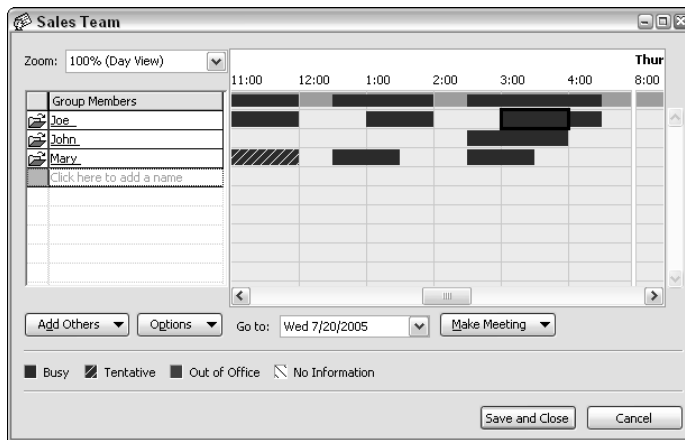 Sales Team
Zoom: 100% (Day View)
Thur
11:00 12:00 1:00 2:00 3:00 4:00 8:00
Group Members
Joe
John
Mary
Click here to add a name
Add Others Options Go to: Wed 7/20/2005 Make Meeting
Busy Tentative Out of Office No Information
Save and Close Cancel